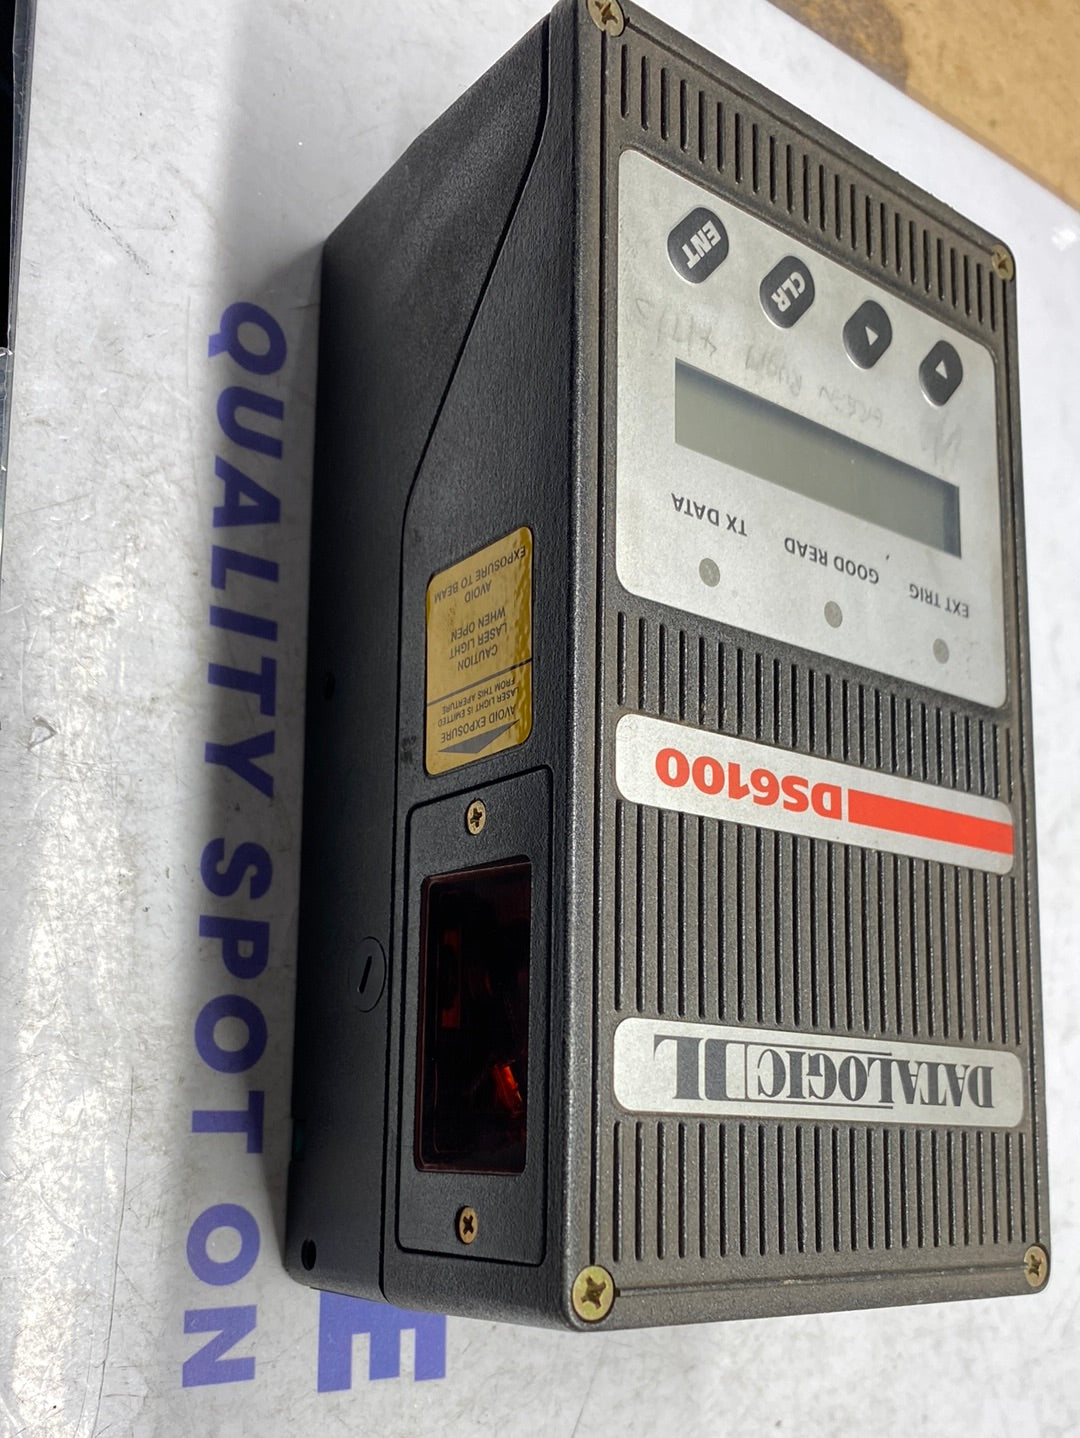 DATALOGIC DL
DS6100
EXT TRIG
GOOD READ
TX DATA
▲
▼
CLR
ENT
AVOID EXPOSURE
LASER LIGHT IS EMITTED
FROM THIS APERTURE
CAUTION
LASER LIGHT
WHEN OPEN
AVOID
EXPOSURE TO BEAM
QUALITY SPOT ON
E